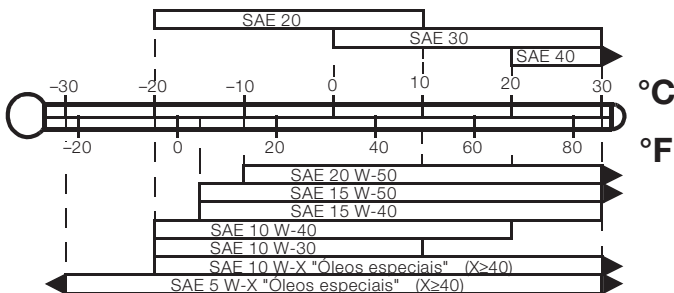 SAE 20
SAE 30
SAE 40
–30 –20 –10 0 10 20 30 °C
–20 0 20 40 60 80 °F
SAE 20 W-50
SAE 15 W-50
SAE 15 W-40
SAE 10 W-40
SAE 10 W-30
SAE 10 W-X "Óleos especiais" (X≥40)
SAE 5 W-X "Óleos especiais" (X≥40)